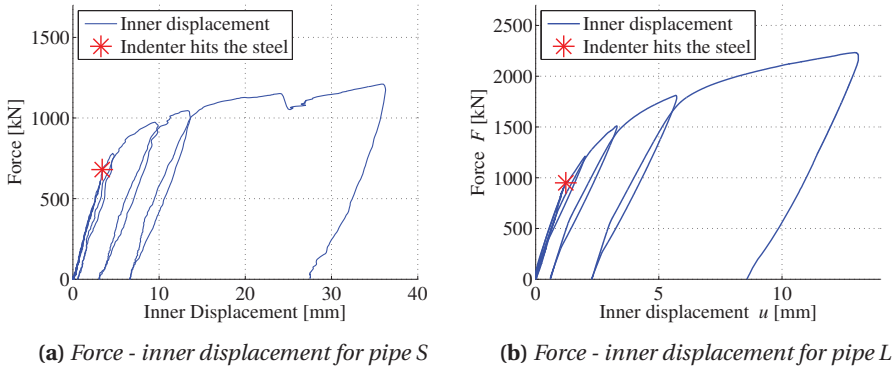 Inner displacement
Indenter hits the steel
1500
1000
500
0
Force [kN]
0 10 20 30 40
Inner Displacement [mm]
(a) Force - inner displacement for pipe S
Inner displacement
Indenter hits the steel
2500
2000
1500
1000
500
0
Force F [kN]
0 5 10
Inner displacement u [mm]
(b) Force - inner displacement for pipe L